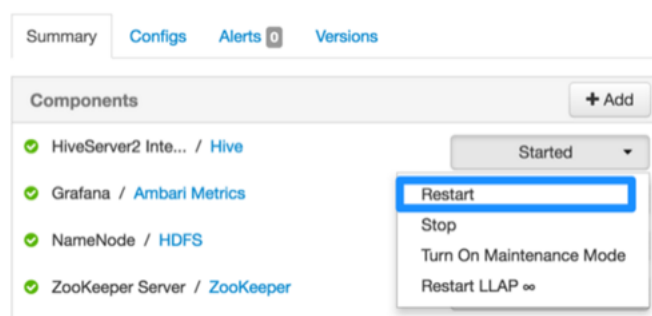 Summary Configs Alerts 0 Versions
Components + Add
HiveServer2 Inte... / Hive Started
Grafana / Ambari Metrics
Restart
NameNode / HDFS
Stop
Turn On Maintenance Mode
ZooKeeper Server / ZooKeeper
Restart LLAP ∞